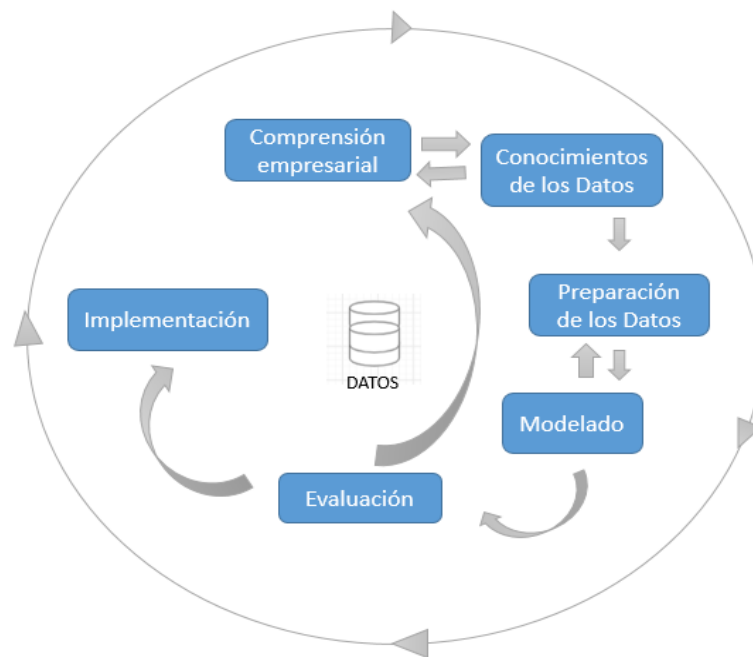 Comprensión
empresarial
Conocimientos
de los Datos
Preparación
de los Datos
Implementación
DATOS
Modelado
Evaluación